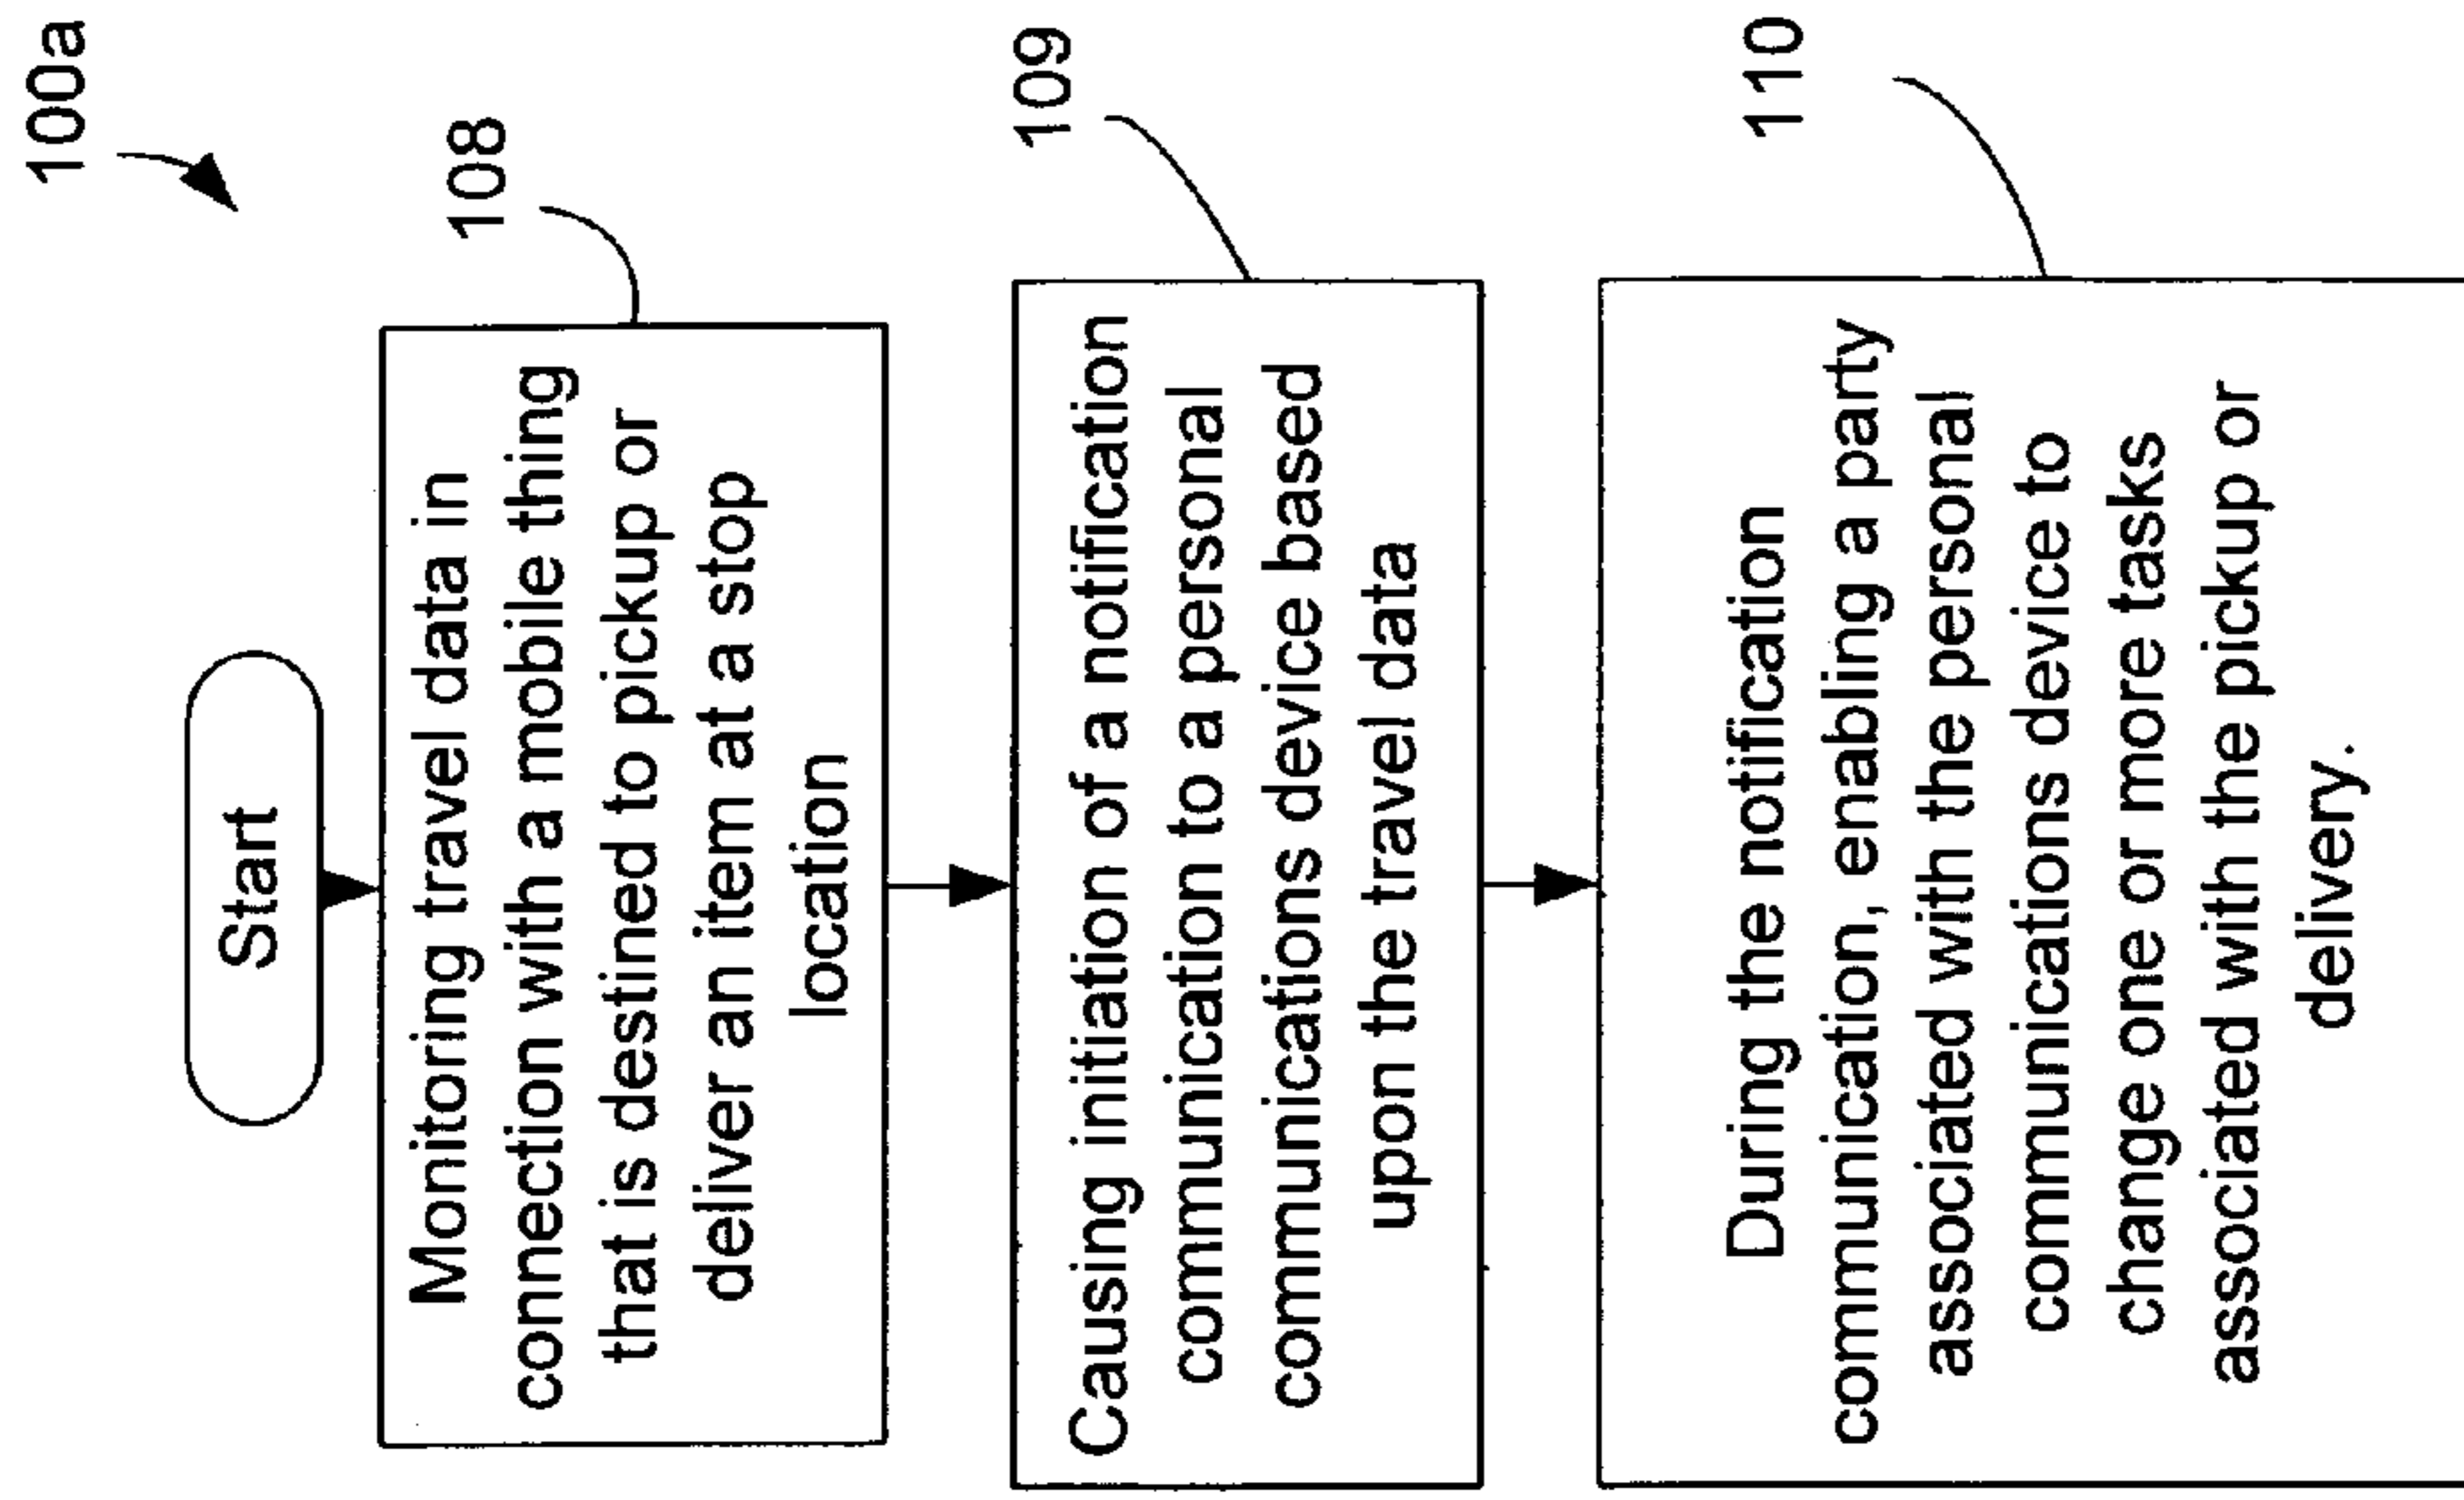 100a
Start
108
Monitoring travel data in
connection with a mobile thing
that is destined to pickup or
deliver an item at a stop
location
109
Causing initiation of a notification
communication to a personal
communications device based
upon the travel data
110
During the notification
communication, enabling a party
associated with the personal
communications device to
change one or more tasks
associated with the pickup or
delivery.